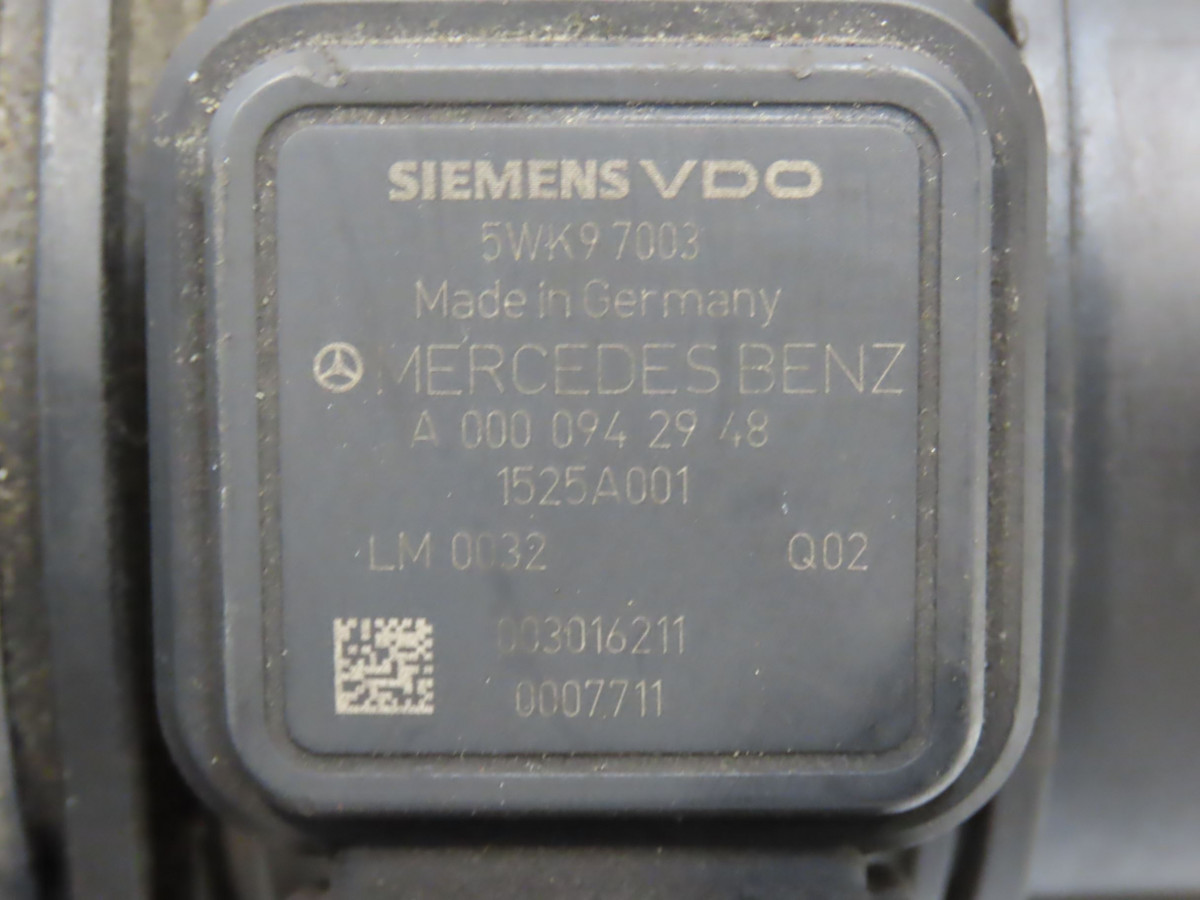 SIEMENS VDO
5WK9 7003
Made in Germany
MERCEDES BENZ
A 000 094 29 48
1525A001
LM 0032 Q02
003016211
0007711